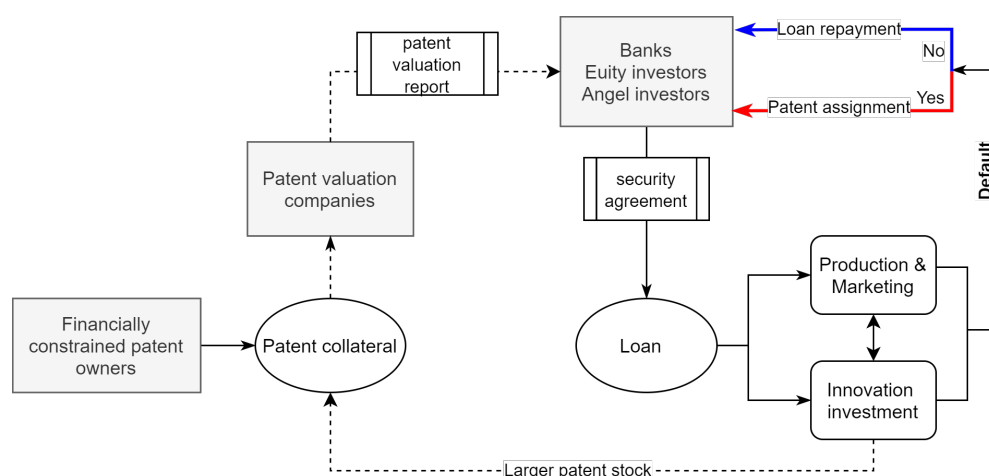 patent
valuation
report
Banks
Euity investors
Angel investors
Loan repayment
No
Yes
Patent assignment
Default
Patent valuation
companies
security
agreement
Production &
Marketing
Financially
constrained patent
owners
Patent collateral
Loan
Innovation
investment
Larger patent stock